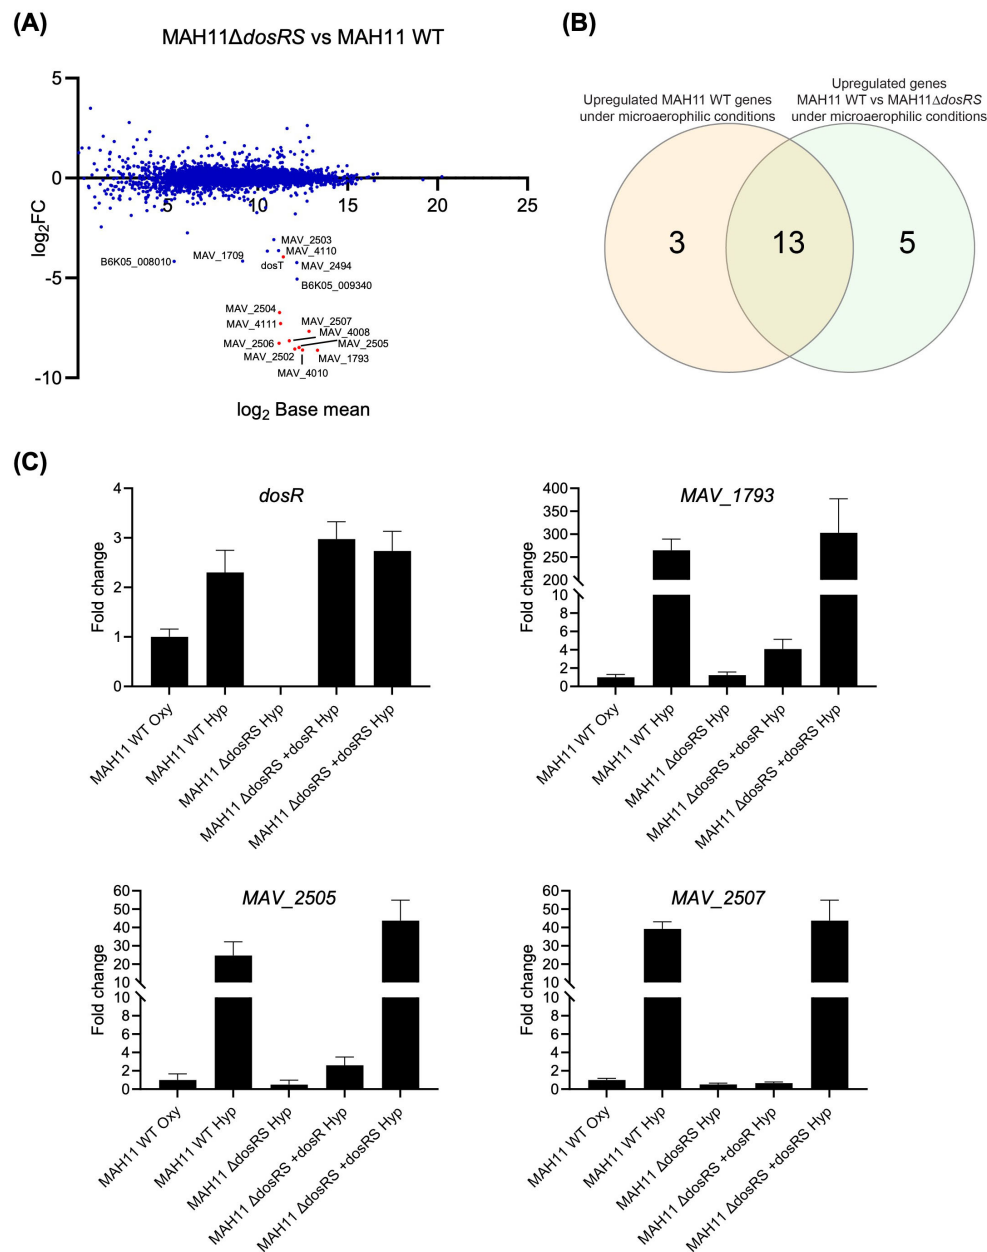 (A)
MAH11ΔdosRS vs MAH11 WT
5
0
-5
-10
5
10
15
20
25
log2FC
log2 Base mean
MAV_2503
MAV_1709
MAV_4110
B6K05_008010
dosT
MAV_2494
B6K05_009340
MAV_2504
MAV_4111
MAV_2507
MAV_4008
MAV_2506
MAV_2505
MAV_2502
MAV_1793
MAV_4010
(B)
Upregulated MAH11 WT genes
under microaerophilic conditions
Upregulated genes
MAH11 WT vs MAH11ΔdosRS
under microaerophilic conditions
3
13
5
(C)
dosR
Fold change
4
3
2
1
0
MAH11 WT Oxy
MAH11 WT Hyp
MAH11 ΔdosRS Hyp
MAH11 ΔdosRS +dosR Hyp
MAH11 ΔdosRS +dosRS Hyp
MAV_1793
Fold change
400
350
300
250
200
10
8
6
4
2
0
MAH11 WT Oxy
MAH11 WT Hyp
MAH11 ΔdosRS Hyp
MAH11 ΔdosRS +dosR Hyp
MAH11 ΔdosRS +dosRS Hyp
MAV_2505
Fold change
60
50
40
30
20
10
10
8
6
4
2
0
MAH11 WT Oxy
MAH11 WT Hyp
MAH11 ΔdosRS Hyp
MAH11 ΔdosRS +dosR Hyp
MAH11 ΔdosRS +dosRS Hyp
MAV_2507
Fold change
60
50
40
30
20
10
10
8
6
4
2
0
MAH11 WT Oxy
MAH11 WT Hyp
MAH11 ΔdosRS Hyp
MAH11 ΔdosRS +dosR Hyp
MAH11 ΔdosRS +dosRS Hyp